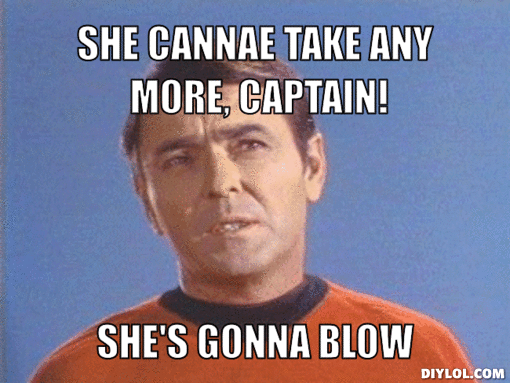 SHE CANNAE TAKE ANY
MORE, CAPTAIN!
SHE'S GONNA BLOW
DIYLOL.COM